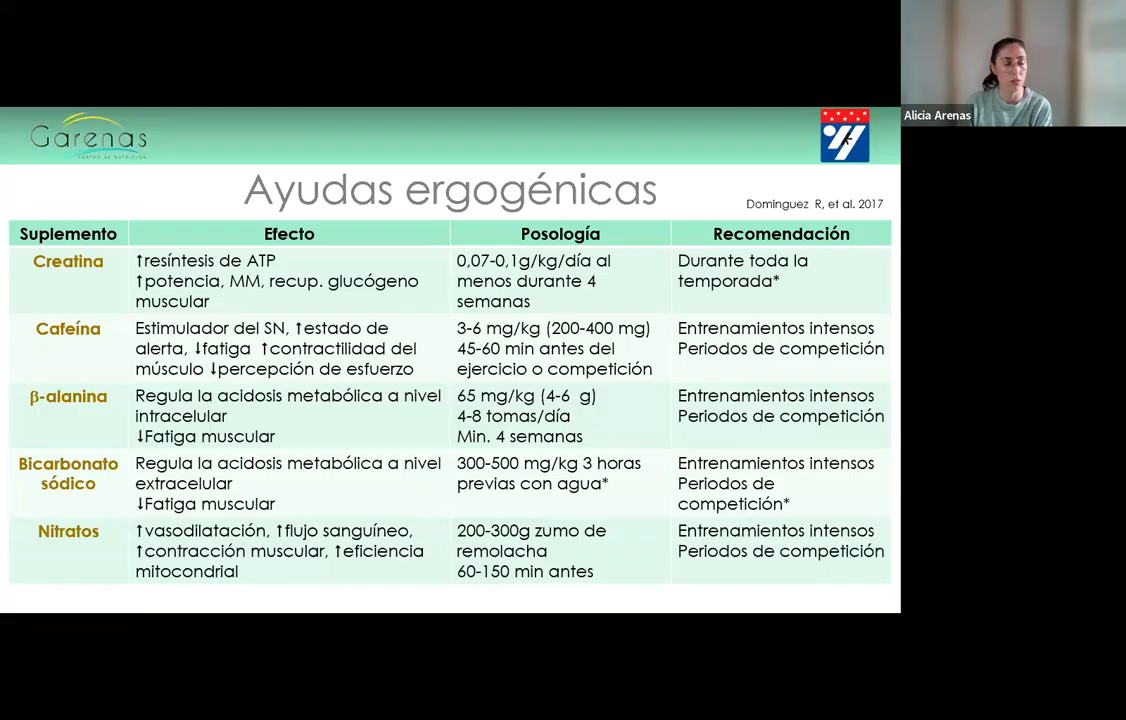 Alicia Arenas
Garenas
CENTRO DE NUTRICIÓN
Ayudas ergogénicas
Dominguez R, et al. 2017
Suplemento Efecto Posología Recomendación
Creatina
↑resíntesis de ATP
↑potencia, MM, recup. glucógeno
muscular
0,07-0,1g/kg/día al
menos durante 4
semanas
Durante toda la
temporada*
Cafeína
Estimulador del SN, ↑estado de
alerta, ↓fatiga ↑contractilidad del
músculo ↓percepción de esfuerzo
3-6 mg/kg (200-400 mg)
45-60 min antes del
ejercicio o competición
Entrenamientos intensos
Periodos de competición
β-alanina
Regula la acidosis metabólica a nivel
intracelular
↓Fatiga muscular
65 mg/kg (4-6 g)
4-8 tomas/día
Min. 4 semanas
Entrenamientos intensos
Periodos de competición
Bicarbonato
sódico
Regula la acidosis metabólica a nivel
extracelular
↓Fatiga muscular
300-500 mg/kg 3 horas
previas con agua*
Entrenamientos intensos
Periodos de
competición*
Nitratos
↑vasodilatación, ↑flujo sanguíneo,
↑contracción muscular, ↑eficiencia
mitocondrial
200-300g zumo de
remolacha
60-150 min antes
Entrenamientos intensos
Periodos de competición